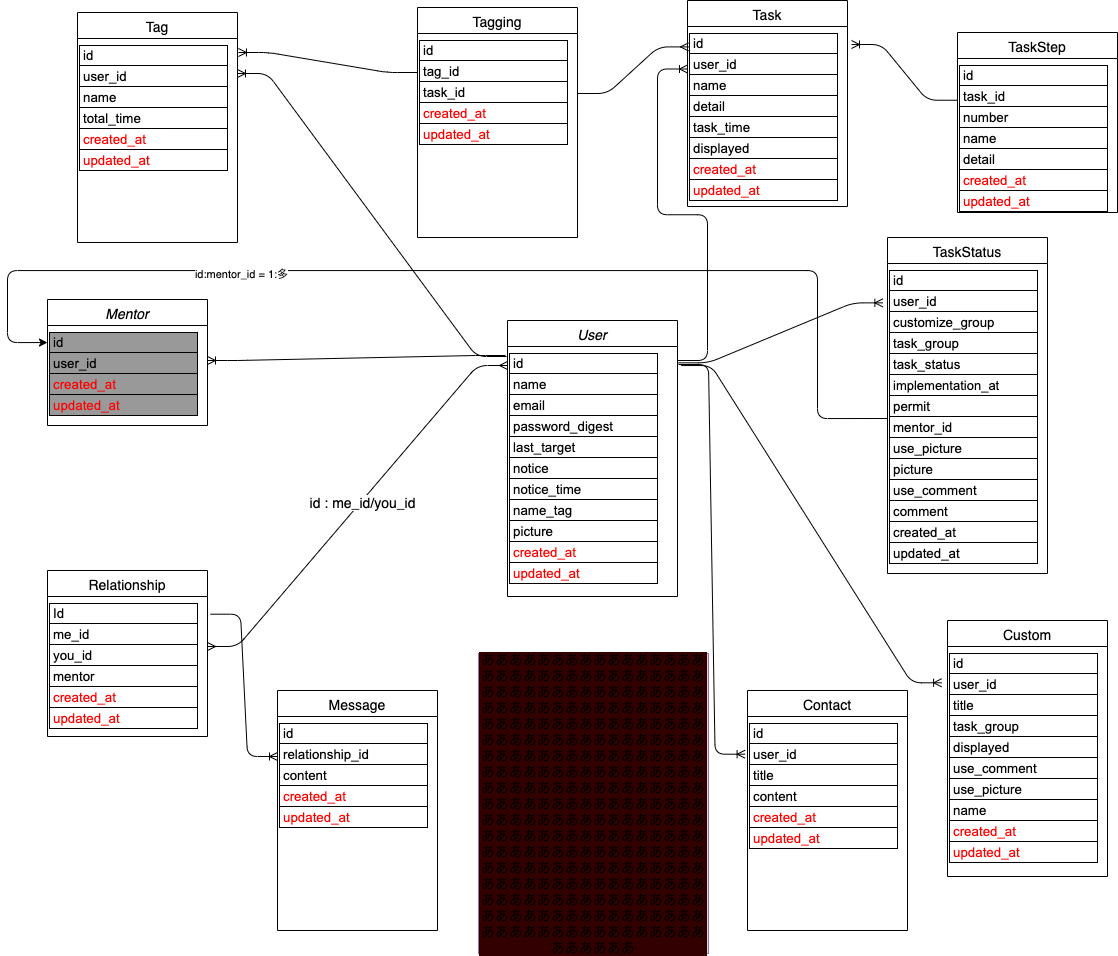 Tag
id
user_id
name
total_time
created_at
updated_at
Tagging
id
tag_id
task_id
created_at
updated_at
Task
id
user_id
name
detail
task_time
displayed
created_at
updated_at
TaskStep
id
task_id
number
name
detail
created_at
updated_at
id:mentor_id = 1:多
Mentor
id
user_id
created_at
updated_at
User
id
name
email
password_digest
last_target
notice
notice_time
name_tag
picture
created_at
updated_at
TaskStatus
id
user_id
customize_group
task_group
task_status
implementation_at
permit
mentor_id
use_picture
picture
use_comment
comment
created_at
updated_at
id : me_id/you_id
Relationship
Id
me_id
you_id
mentor
created_at
updated_at
Message
id
relationship_id
content
created_at
updated_at
Contact
id
user_id
title
content
created_at
updated_at
Custom
id
user_id
title
task_group
displayed
use_comment
use_picture
name
created_at
updated_at